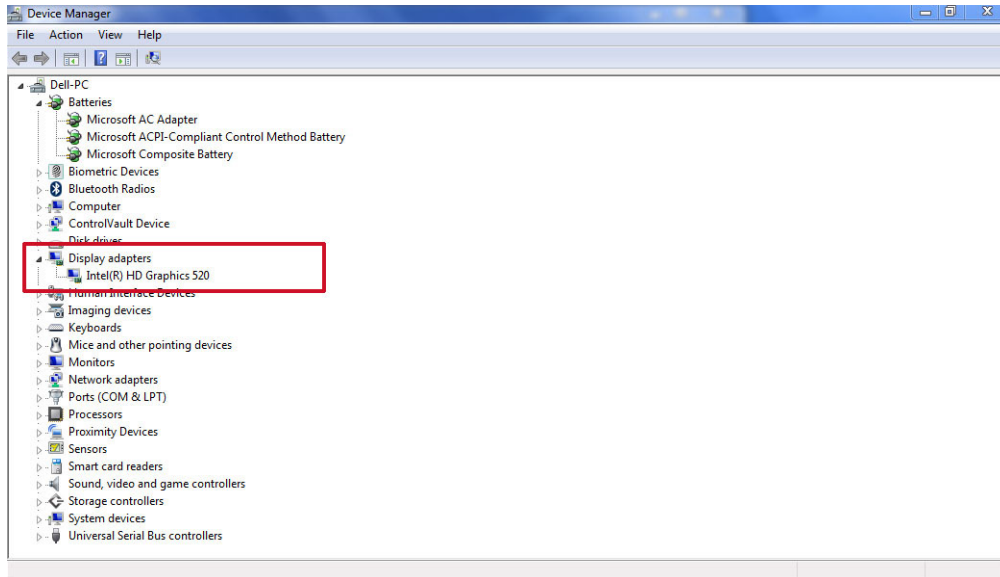 Device Manager
File Action View Help
Dell-PC
Batteries
Microsoft AC Adapter
Microsoft ACPI-Compliant Control Method Battery
Microsoft Composite Battery
Biometric Devices
Bluetooth Radios
Computer
ControlVault Device
Disk drives
Display adapters
Intel(R) HD Graphics 520
Human Interface Devices
Imaging devices
Keyboards
Mice and other pointing devices
Monitors
Network adapters
Ports (COM & LPT)
Processors
Proximity Devices
Sensors
Smart card readers
Sound, video and game controllers
Storage controllers
System devices
Universal Serial Bus controllers